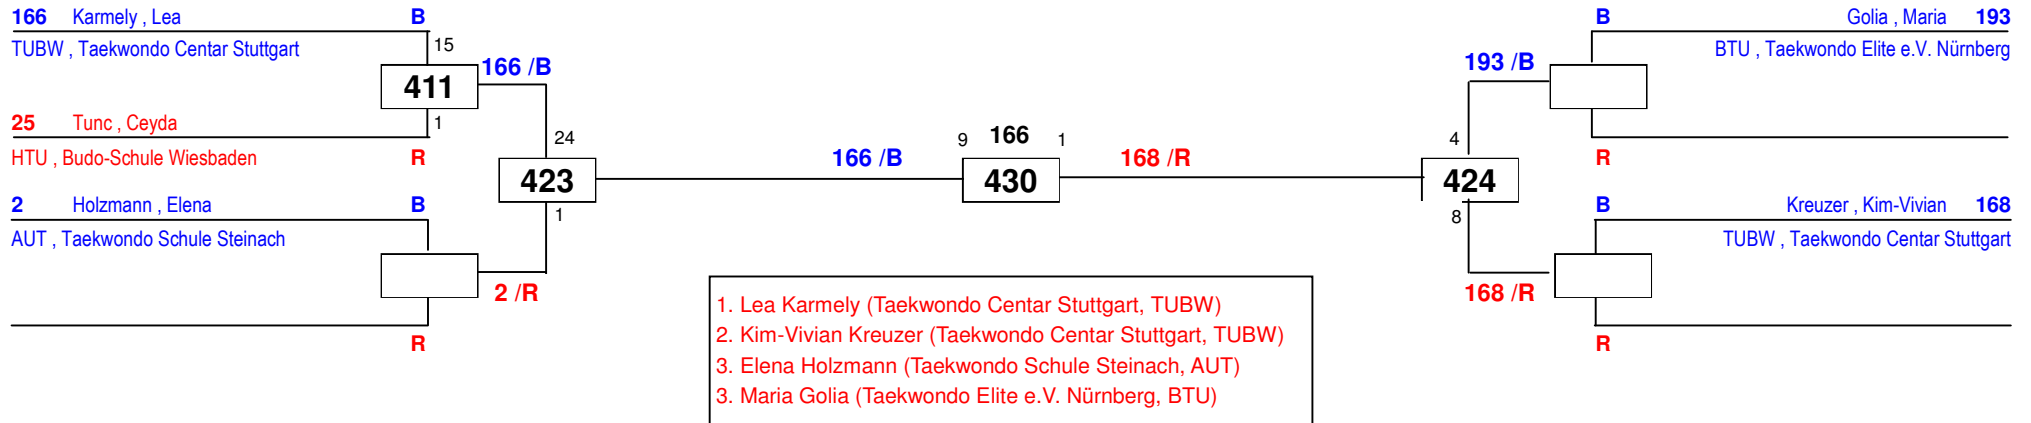 166 Karmely , Lea B
TUBW , Taekwondo Centar Stuttgart
15
411
166 /B
1
25 Tunc , Ceyda
HTU , Budo-Schule Wiesbaden R
24
423
1
2 Holzmann , Elena B
AUT , Taekwondo Schule Steinach
2 /R
R
166 /B
9 166 1
430
168 /R
B Golia , Maria 193
BTU , Taekwondo Elite e.V. Nürnberg
193 /B
R
4
424
8
B Kreuzer , Kim-Vivian 168
TUBW , Taekwondo Centar Stuttgart
168 /R
R
1. Lea Karmely (Taekwondo Centar Stuttgart, TUBW)
2. Kim-Vivian Kreuzer (Taekwondo Centar Stuttgart, TUBW)
3. Elena Holzmann (Taekwondo Schule Steinach, AUT)
3. Maria Golia (Taekwondo Elite e.V. Nürnberg, BTU)